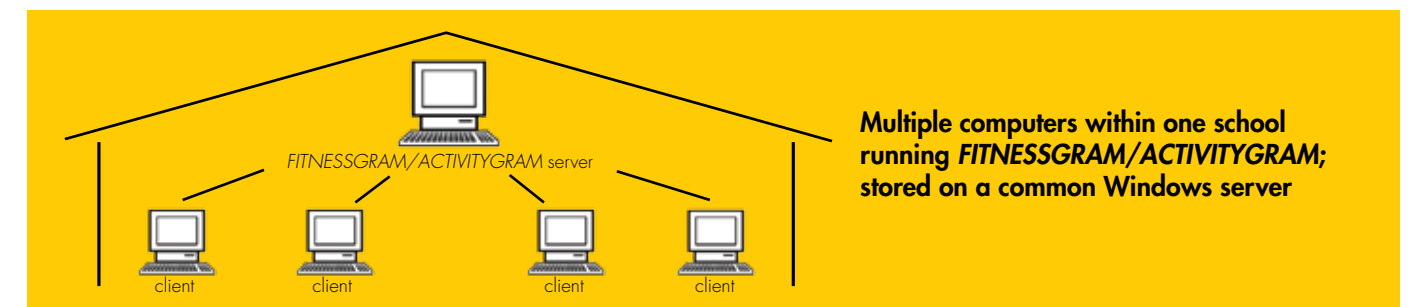 FITNESSGRAM/ACTIVITYGRAM server
client
client
client
client
Multiple computers within one school
running FITNESSGRAM/ACTIVITYGRAM;
stored on a common Windows server